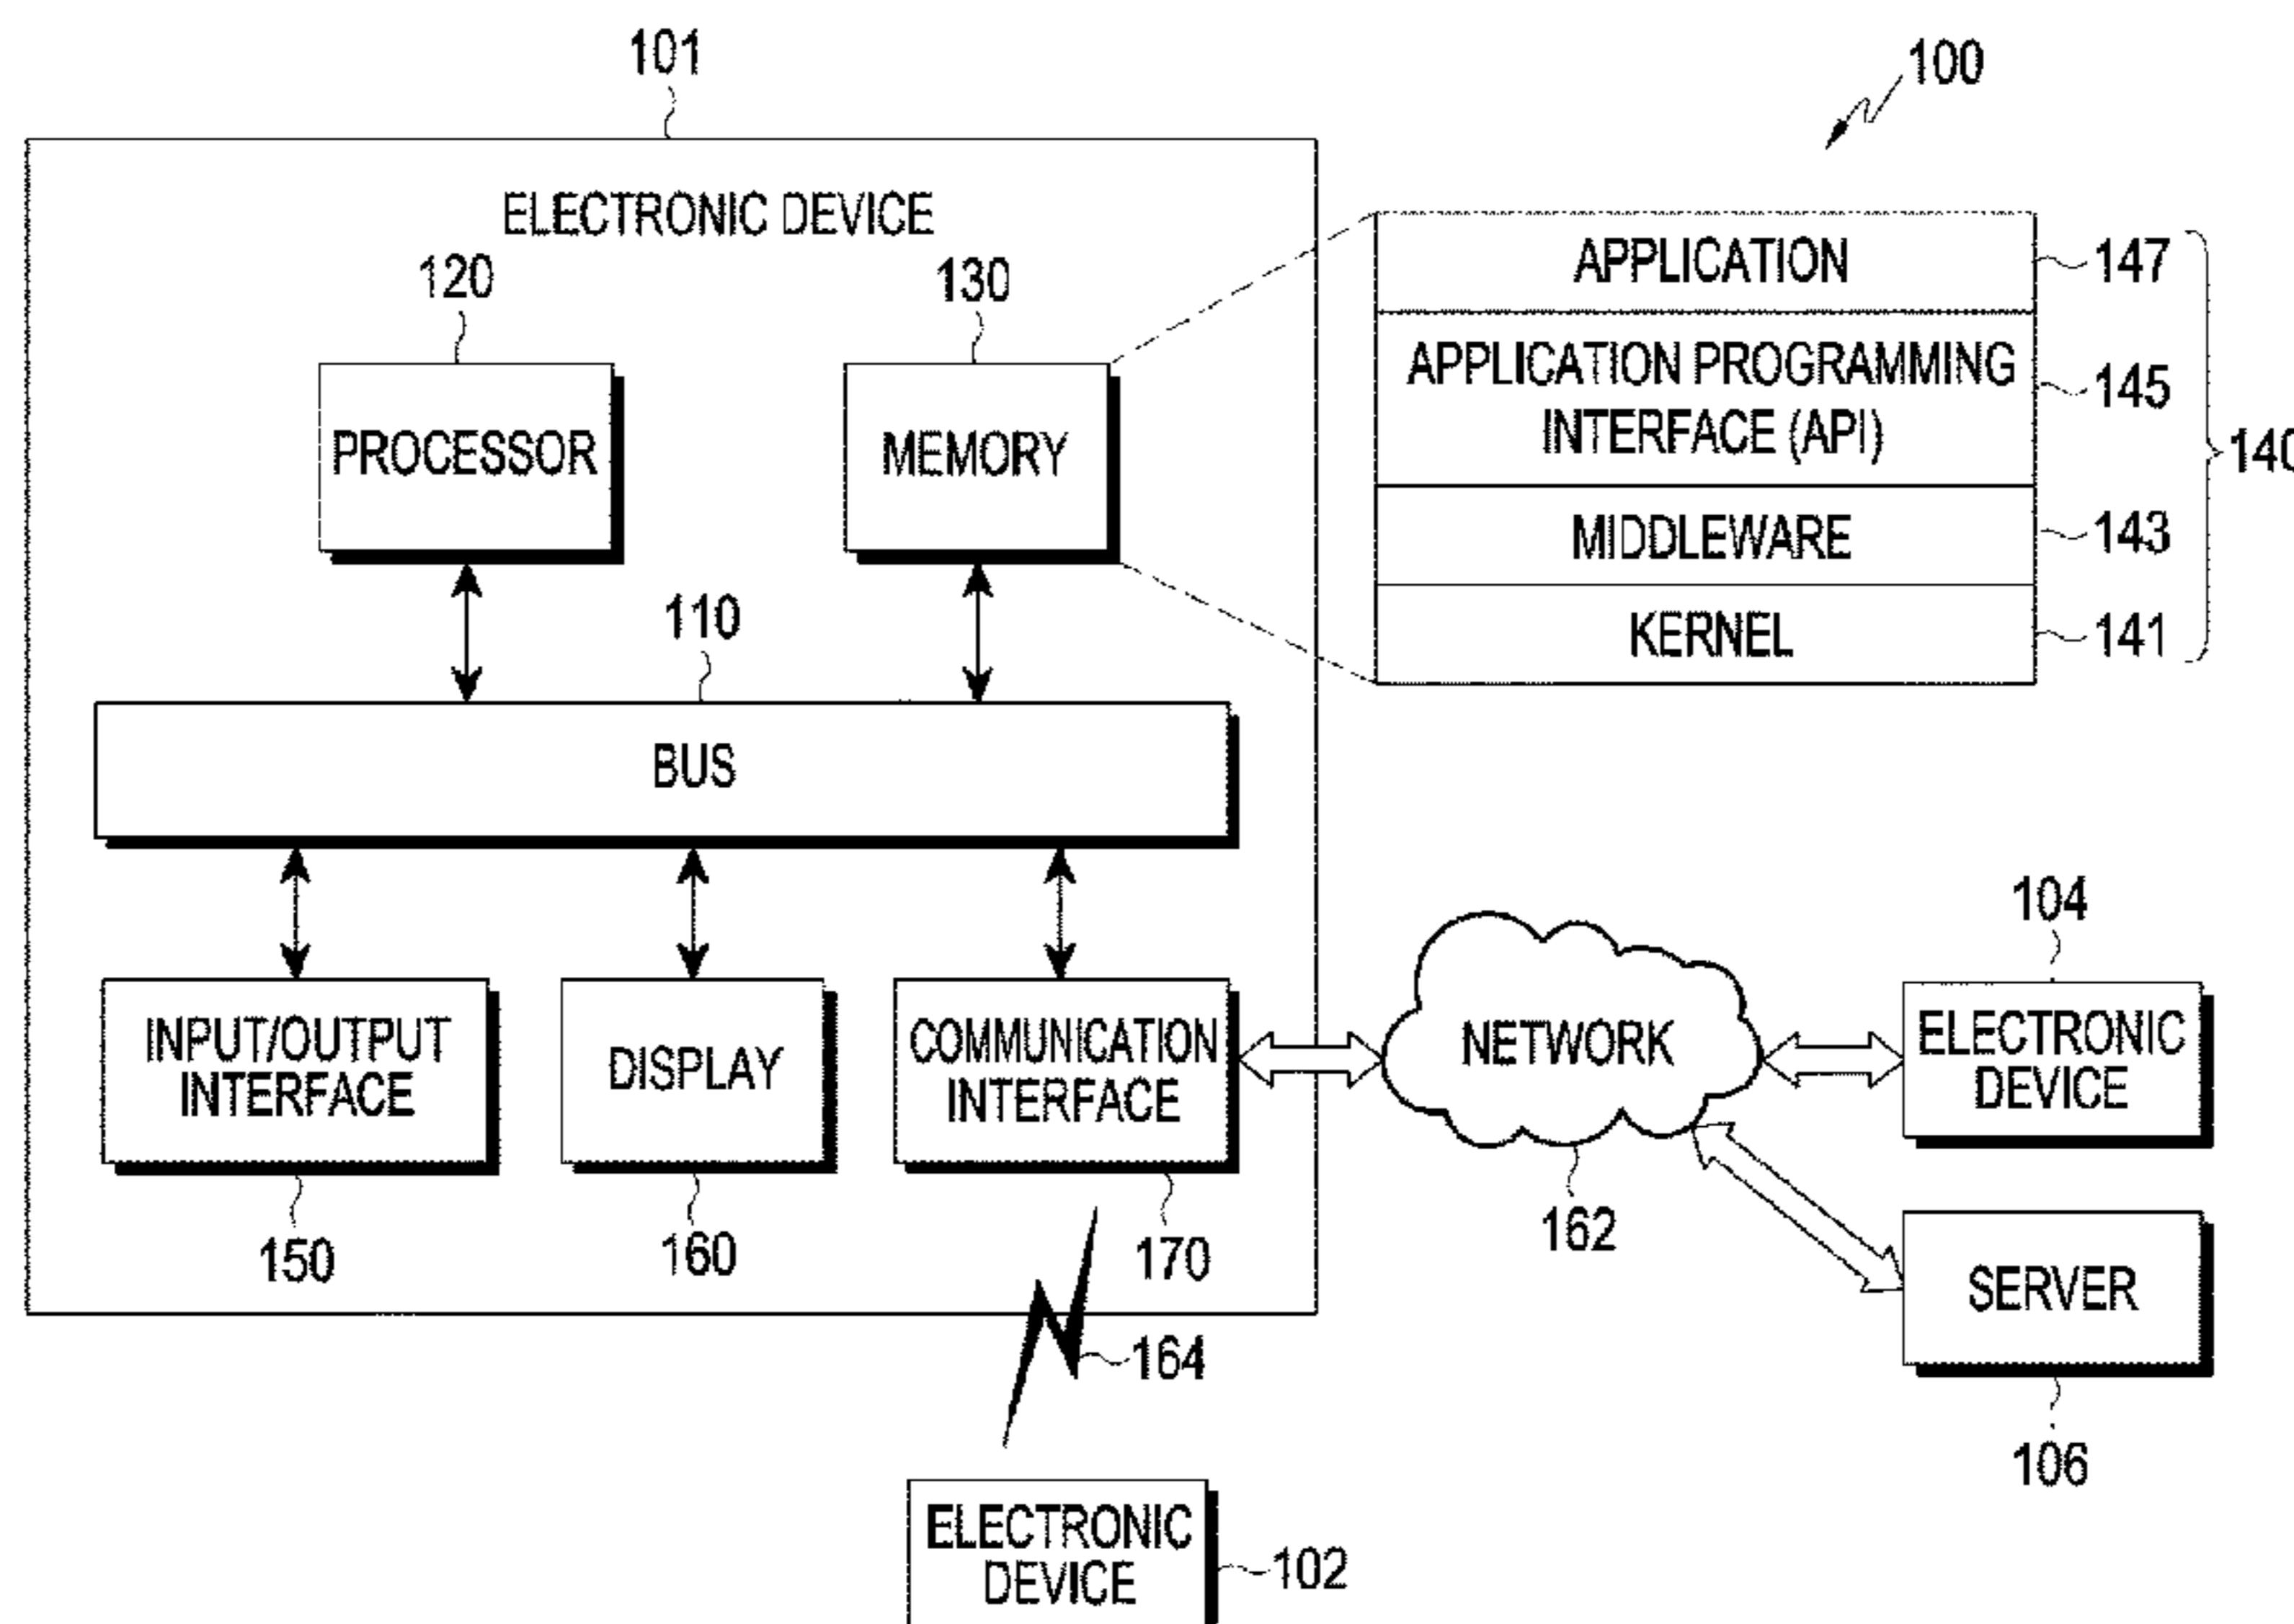 101
100
ELECTRONIC DEVICE
120
130
PROCESSOR
MEMORY
APPLICATION
147
APPLICATION PROGRAMMING
INTERFACE (API)
145
140
MIDDLEWARE
143
KERNEL
141
110
BUS
INPUT/OUTPUT
INTERFACE
150
DISPLAY
160
COMMUNICATION
INTERFACE
170
NETWORK
162
104
ELECTRONIC
DEVICE
SERVER
106
164
ELECTRONIC
DEVICE
102